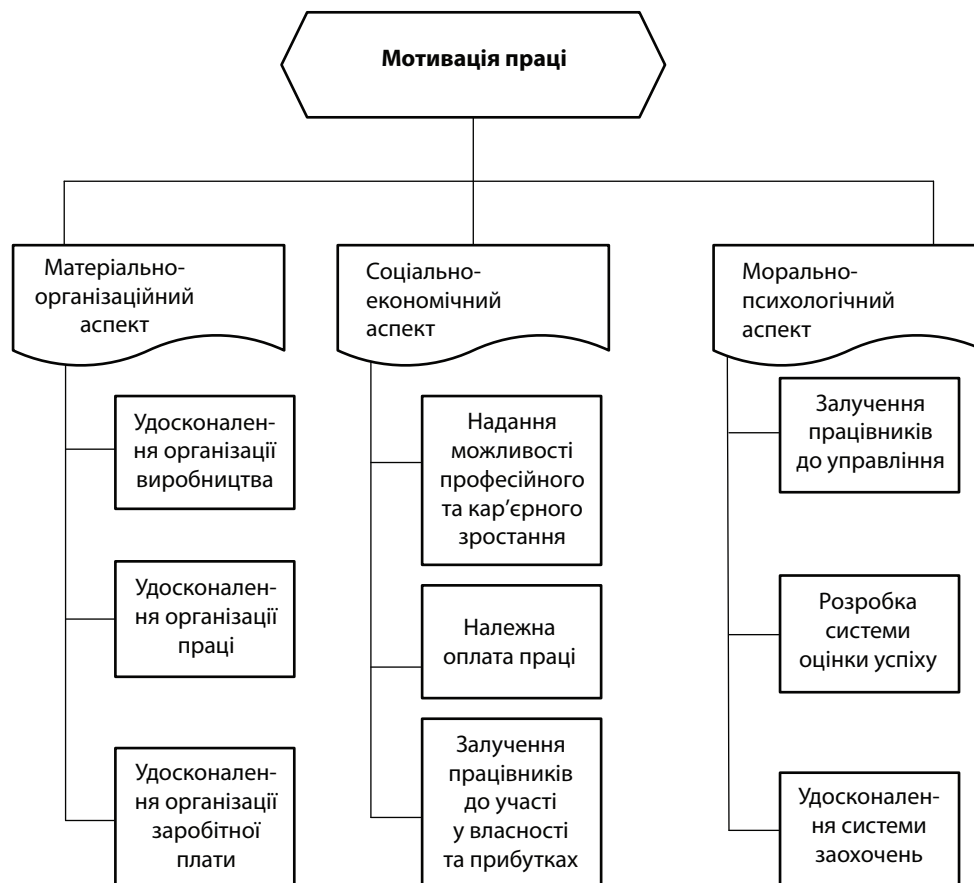 Мотивація праці
Матеріально-
організаційний
аспект
Удосконален-
ня організації
виробництва
Удосконален-
ня організації
праці
Удосконален-
ня організації
заробітної
плати
Соціально-
економічний
аспект
Надання
можливості
професійного
та кар’єрного
зростання
Належна
оплата праці
Залучення
працівників
до участі
у власності
та прибутках
Морально-
психологічний
аспект
Залучення
працівників
до управління
Розробка
системи
оцінки успіху
Удосконален-
ня системи
заохочень